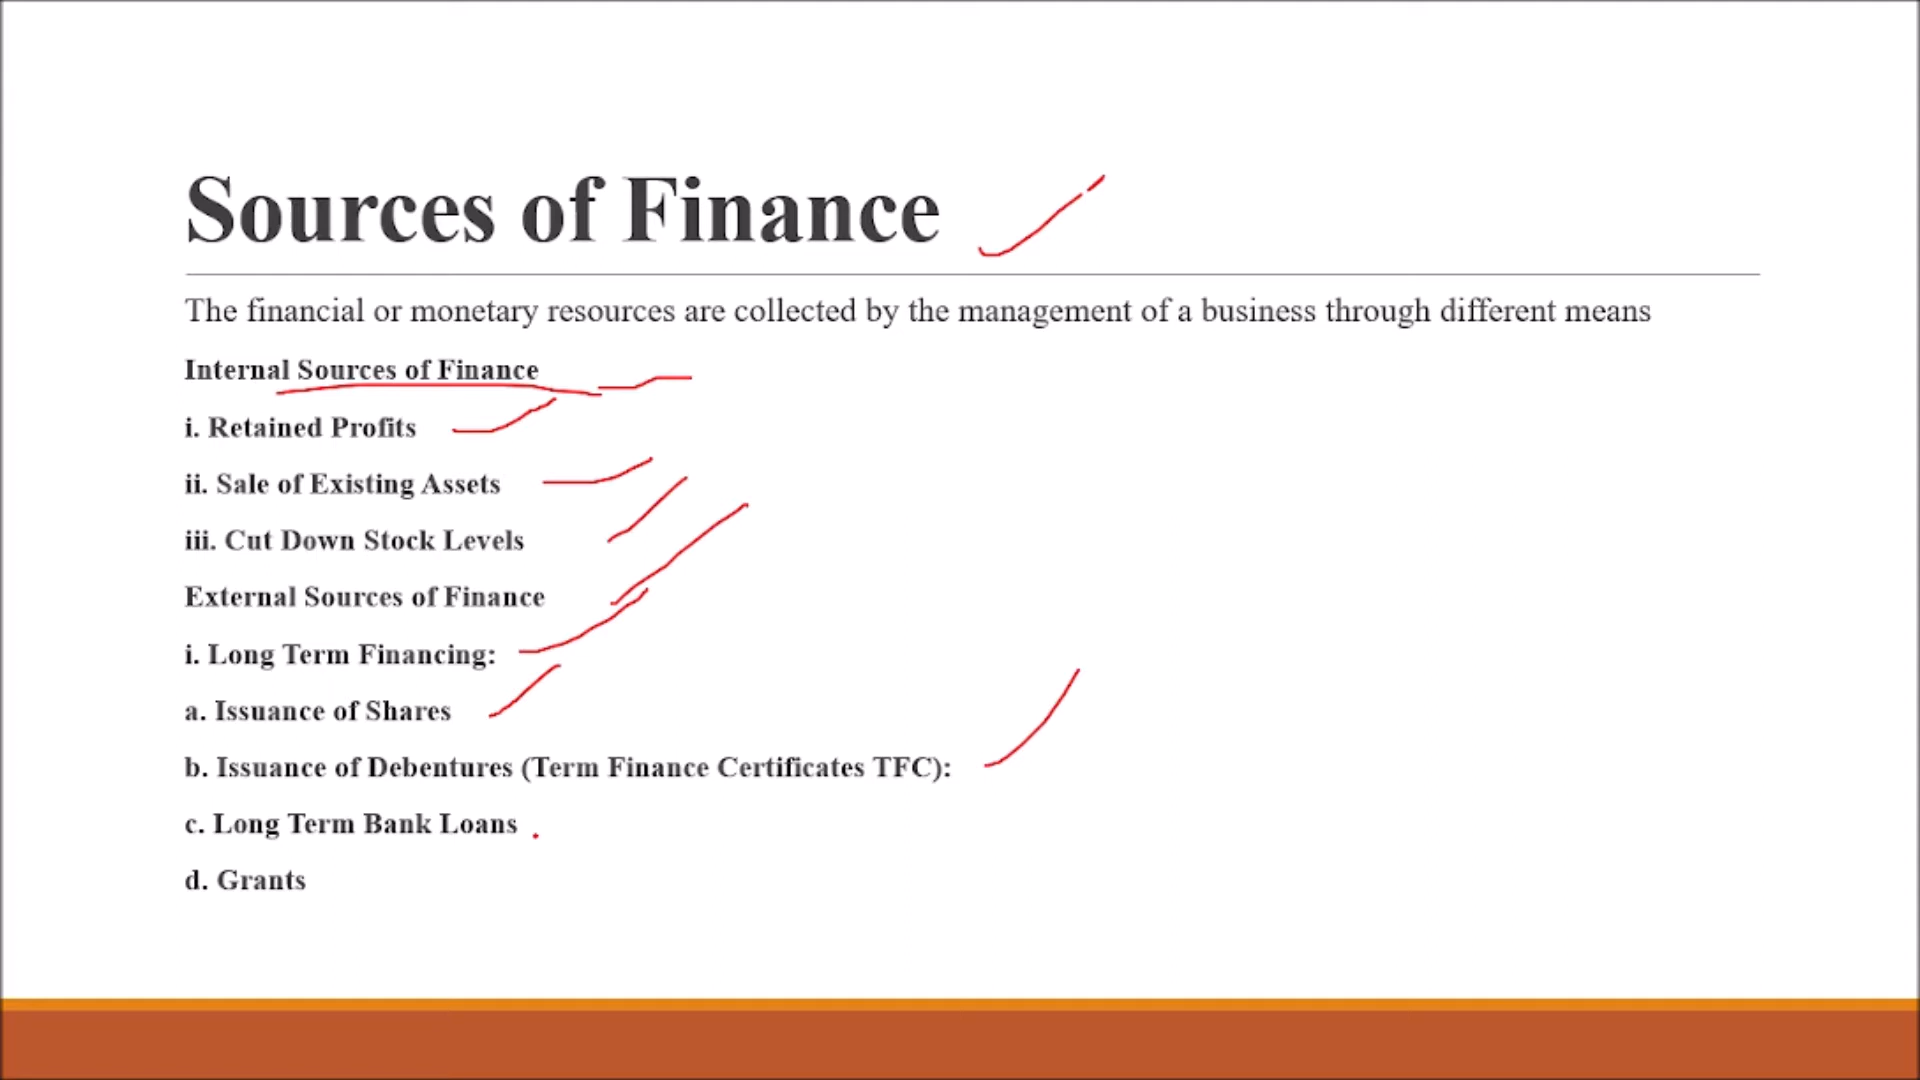 Sources of Finance
The financial or monetary resources are collected by the management of a business through different means
Internal Sources of Finance
i. Retained Profits
ii. Sale of Existing Assets
iii. Cut Down Stock Levels
External Sources of Finance
i. Long Term Financing:
a. Issuance of Shares
b. Issuance of Debentures (Term Finance Certificates TFC):
c. Long Term Bank Loans
d. Grants